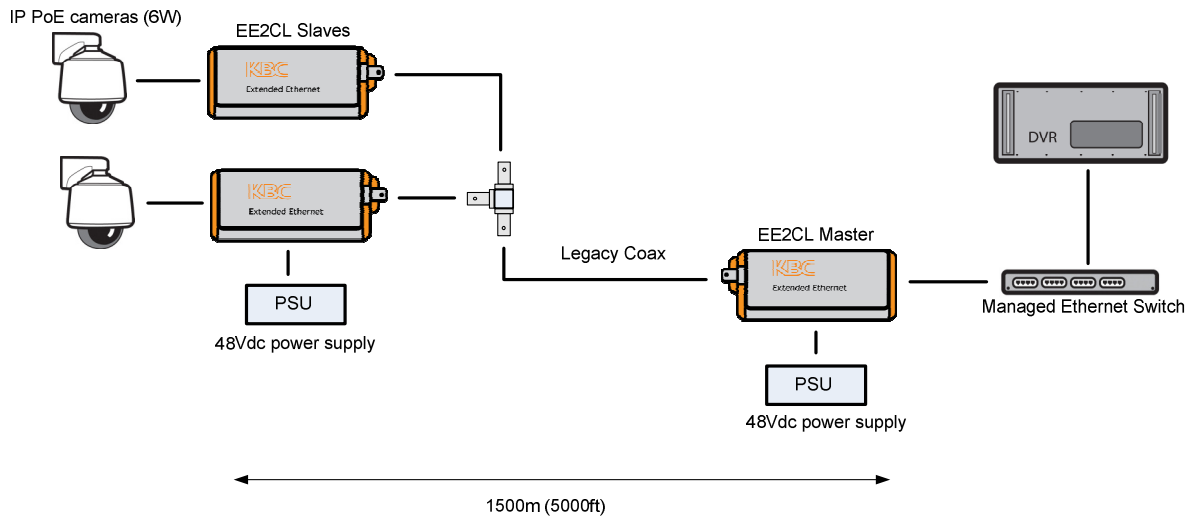 IP PoE cameras (6W)
EE2CL Slaves
KBC
Extended Ethernet
KBC
Extended Ethernet
PSU
48Vdc power supply
Legacy Coax
EE2CL Master
KBC
Extended Ethernet
PSU
48Vdc power supply
DVR
Managed Ethernet Switch
1500m (5000ft)